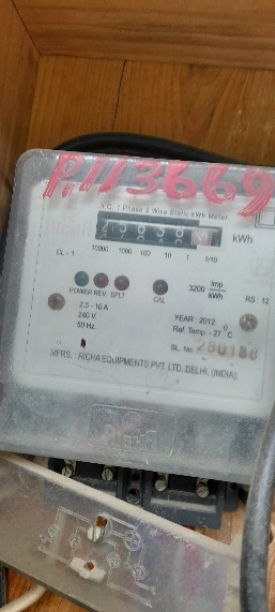 P.113669
A.C. 1 Phase 2 Wire Static kWh Meter
kWh
CL - 1 10000 1000 100 10 1 1/10
POWER REV. SPLT CAL 3200 Imp/kWh RS : 12
2.5 - 10 A YEARS : 2012
240 V. Ref. Temp. - 27°C
50 Hz. SL. No. 280188
MFRS. : RICHA EQUIPMENTS PVT. LTD. DELHI, (INDIA).